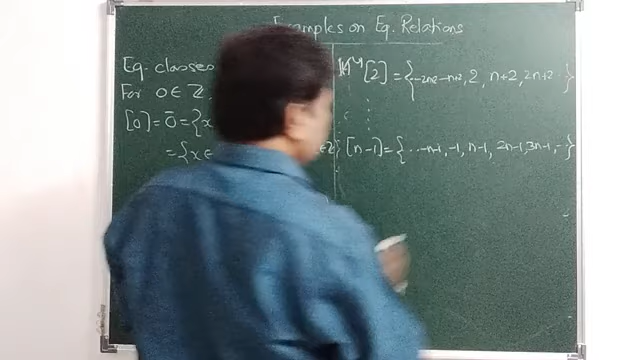 Examples on Eq. Relations
Eq. classes
For 0 ∈ ℤ,
[0] = 0̄ = {x
= {x ∈
∈ ℤ}
[2] = { -2n+2, -n+2, 2, n+2, 2n+2 ... }
[n-1] = { ... -n-1, -1, n-1, 2n-1, 3n-1, ... }